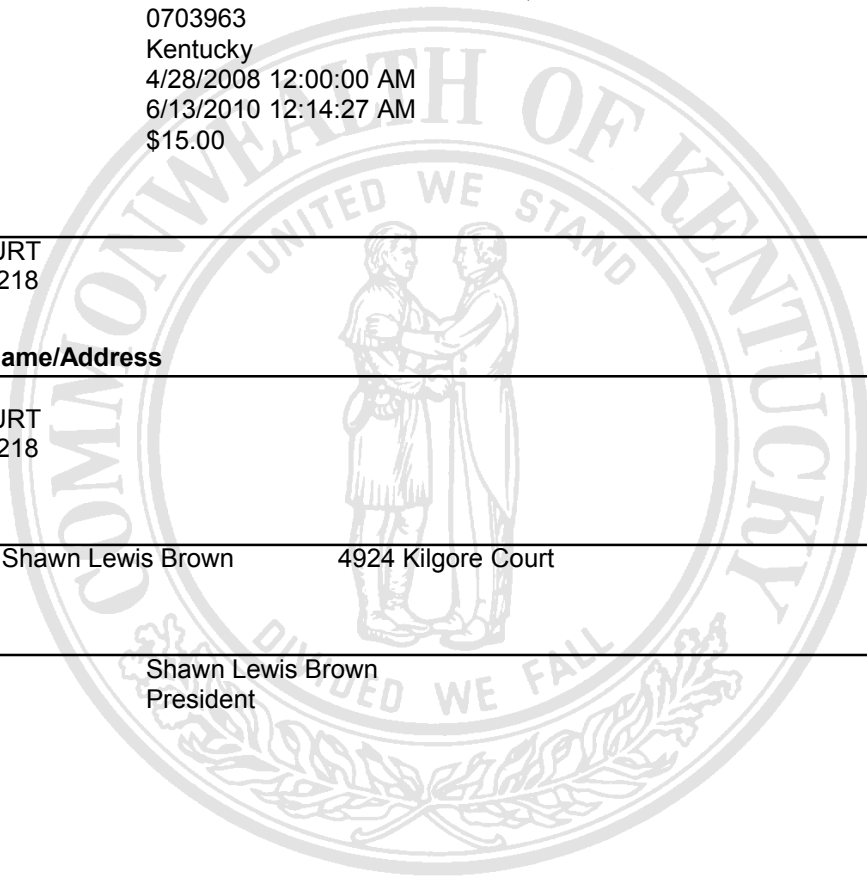 0703963
Kentucky
4/28/2008 12:00:00 AM
6/13/2010 12:14:27 AM
$15.00
COMMONWEALTH OF KENTUCKY
UNITED WE STAND
URT
218
ame/Address
URT
218
Shawn Lewis Brown 4924 Kilgore Court
Shawn Lewis Brown
President
DIVIDED WE FALL